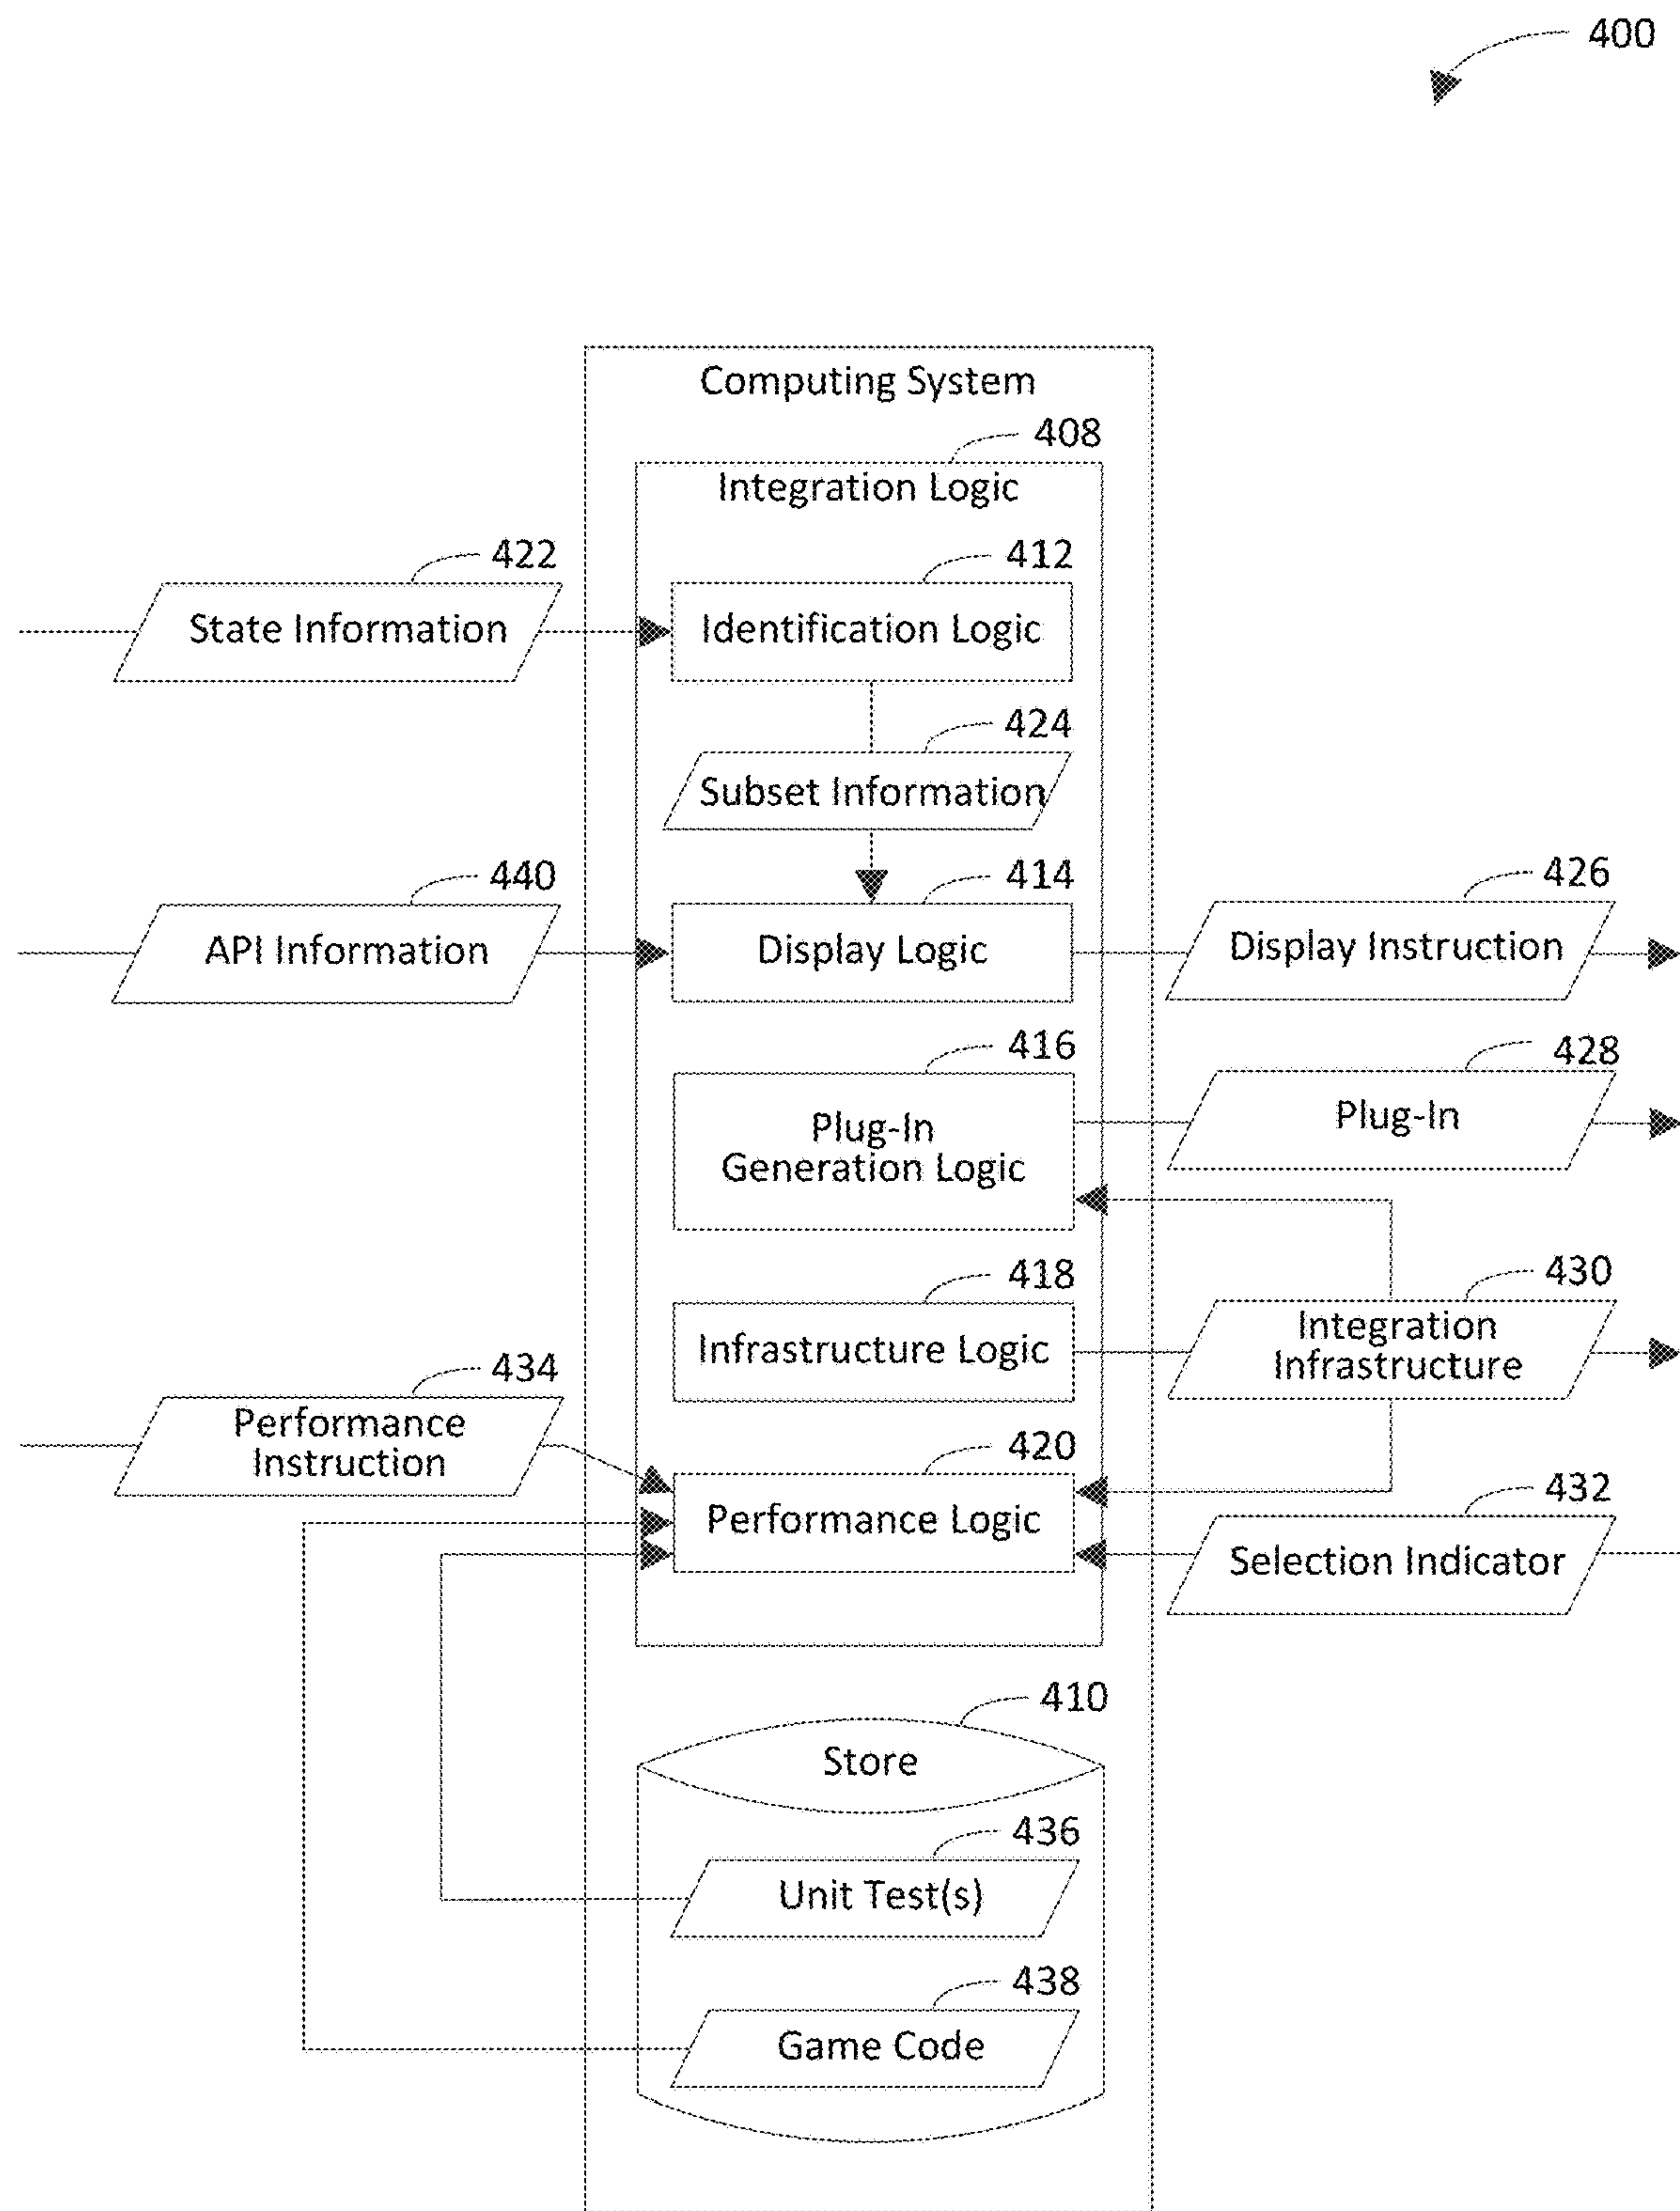 400
Computing System
408
Integration Logic
422
412
State Information
Identification Logic
424
Subset Information
440
414
426
API Information
Display Logic
Display Instruction
416
428
Plug-In
Generation Logic
Plug-In
418
430
Infrastructure Logic
Integration
Infrastructure
434
Performance
Instruction
420
432
Performance Logic
Selection Indicator
410
Store
436
Unit Test(s)
438
Game Code